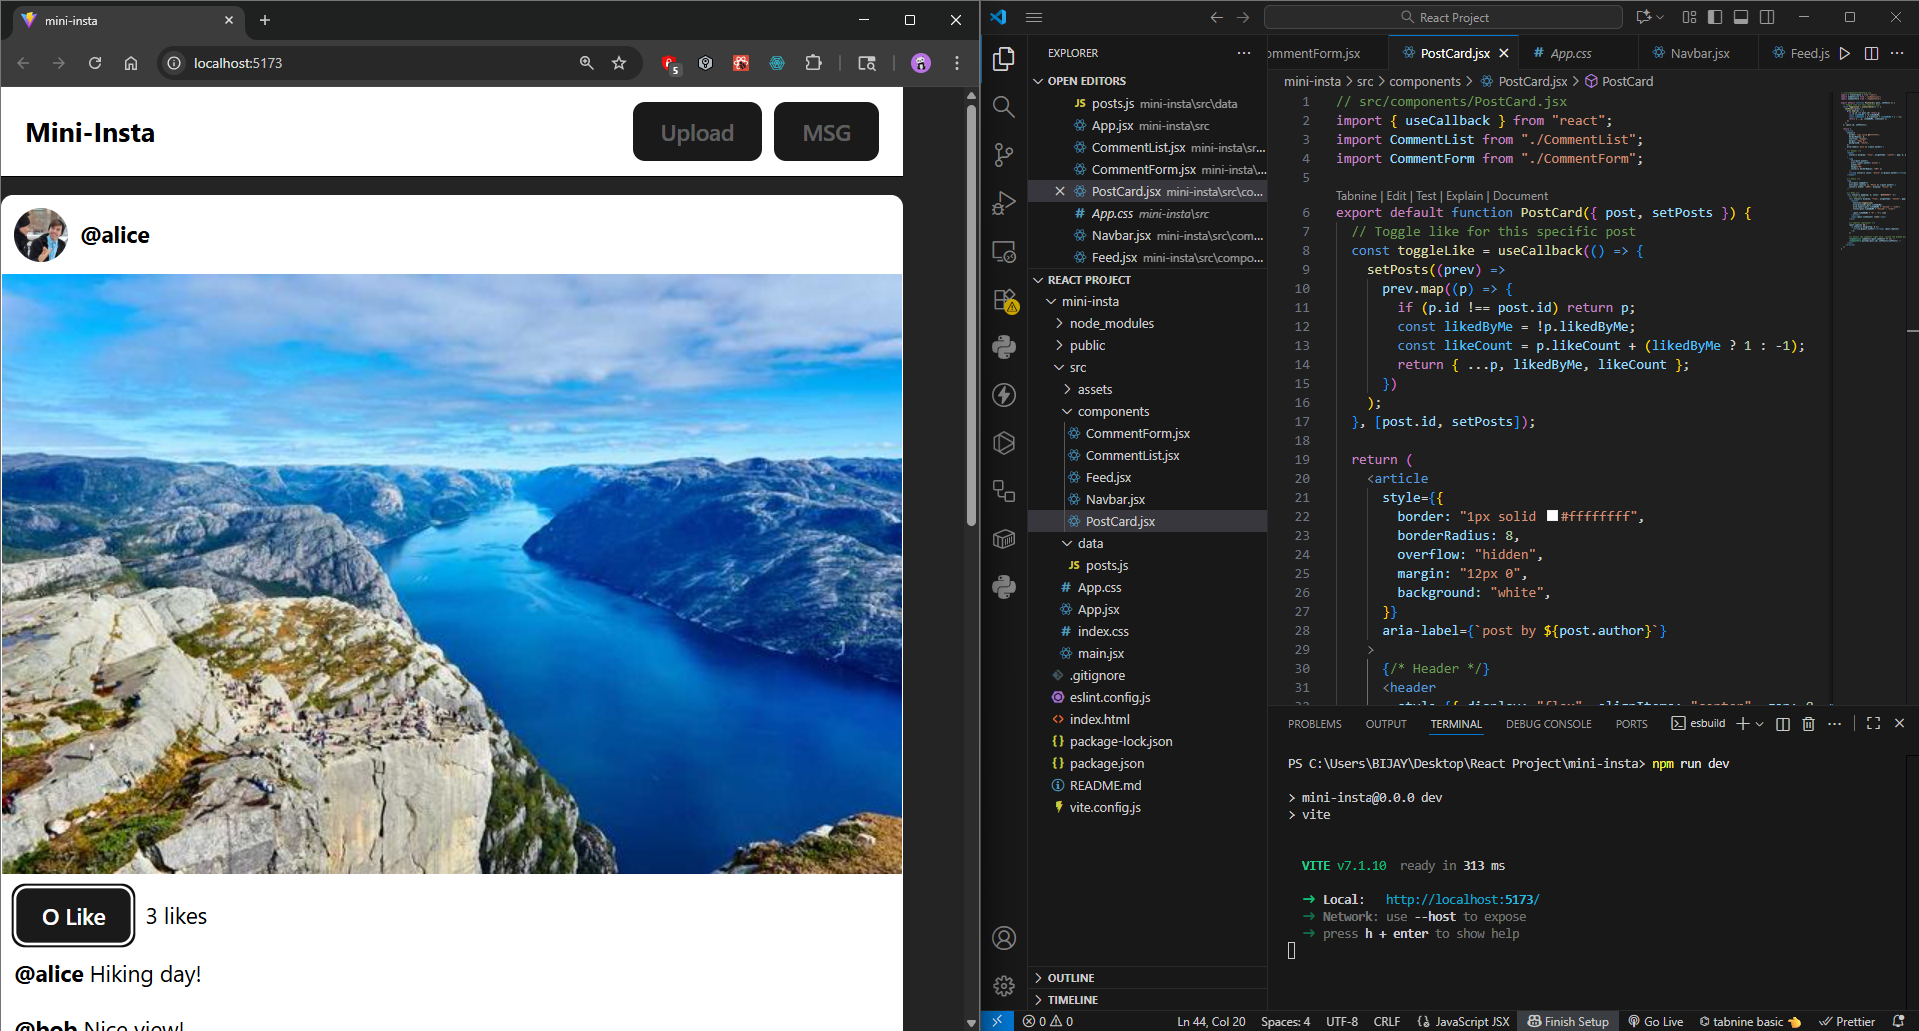 mini-insta
localhost:5173
5
Mini-Insta
Upload
MSG
@alice
O Like
3 likes
@alice Hiking day!
@bob Nice view!
React Project
EXPLORER
OPEN EDITORS
posts.js mini-insta\src\data
App.jsx mini-insta\src
CommentList.jsx mini-insta\sr...
CommentForm.jsx mini-insta\...
PostCard.jsx mini-insta\src\co...
App.css mini-insta\src
Navbar.jsx mini-insta\src\com...
Feed.jsx mini-insta\src\compo...
REACT PROJECT
mini-insta
node_modules
public
src
assets
components
CommentForm.jsx
CommentList.jsx
Feed.jsx
Navbar.jsx
PostCard.jsx
data
posts.js
App.css
App.jsx
index.css
main.jsx
.gitignore
eslint.config.js
index.html
package-lock.json
package.json
README.md
vite.config.js
OUTLINE
TIMELINE
ommentForm.jsx
PostCard.jsx
App.css
Navbar.jsx
Feed.js
mini-insta > src > components > PostCard.jsx > PostCard
1 // src/components/PostCard.jsx
2 import { useCallback } from "react";
3 import CommentList from "./CommentList";
4 import CommentForm from "./CommentForm";
5
Tabnine | Edit | Test | Explain | Document
6 export default function PostCard({ post, setPosts }) {
7 // Toggle like for this specific post
8 const toggleLike = useCallback(() => {
9 setPosts((prev) =>
10 prev.map((p) => {
11 if (p.id !== post.id) return p;
12 const likedByMe = !p.likedByMe;
13 const likeCount = p.likeCount + (likedByMe ? 1 : -1);
14 return { ...p, likedByMe, likeCount };
15 })
16 );
17 }, [post.id, setPosts]);
18
19 return (
20 <article
21 style={{
22 border: "1px solid #ffffffff",
23 borderRadius: 8,
24 overflow: "hidden",
25 margin: "12px 0",
26 background: "white",
27 }}
28 aria-label={`post by ${post.author}`}
29 >
30 {/* Header */}
31 <header
PROBLEMS
OUTPUT
TERMINAL
DEBUG CONSOLE
PORTS
esbuild
PS C:\Users\BIJAY\Desktop\React Project\mini-insta> npm run dev
> mini-insta@0.0.0 dev
> vite
VITE v7.1.10 ready in 313 ms
➜ Local: http://localhost:5173/
➜ Network: use --host to expose
➜ press h + enter to show help
0 0
Ln 44, Col 20
Spaces: 4
UTF-8
CRLF
JavaScript JSX
Finish Setup
Go Live
tabnine basic
Prettier